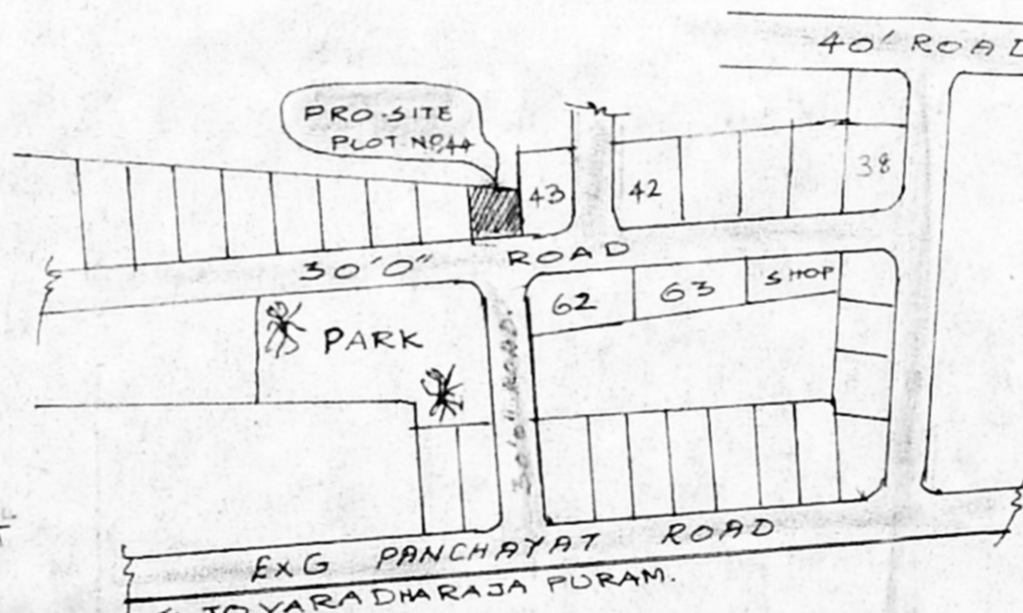 40' ROAD
PRO-SITE
PLOT NO.44
43
42
38
30'0" ROAD
62
63
SHOP
PARK
30'0" ROAD.
EXG PANCHAYAT ROAD
TO VARADHARAJA PURAM.